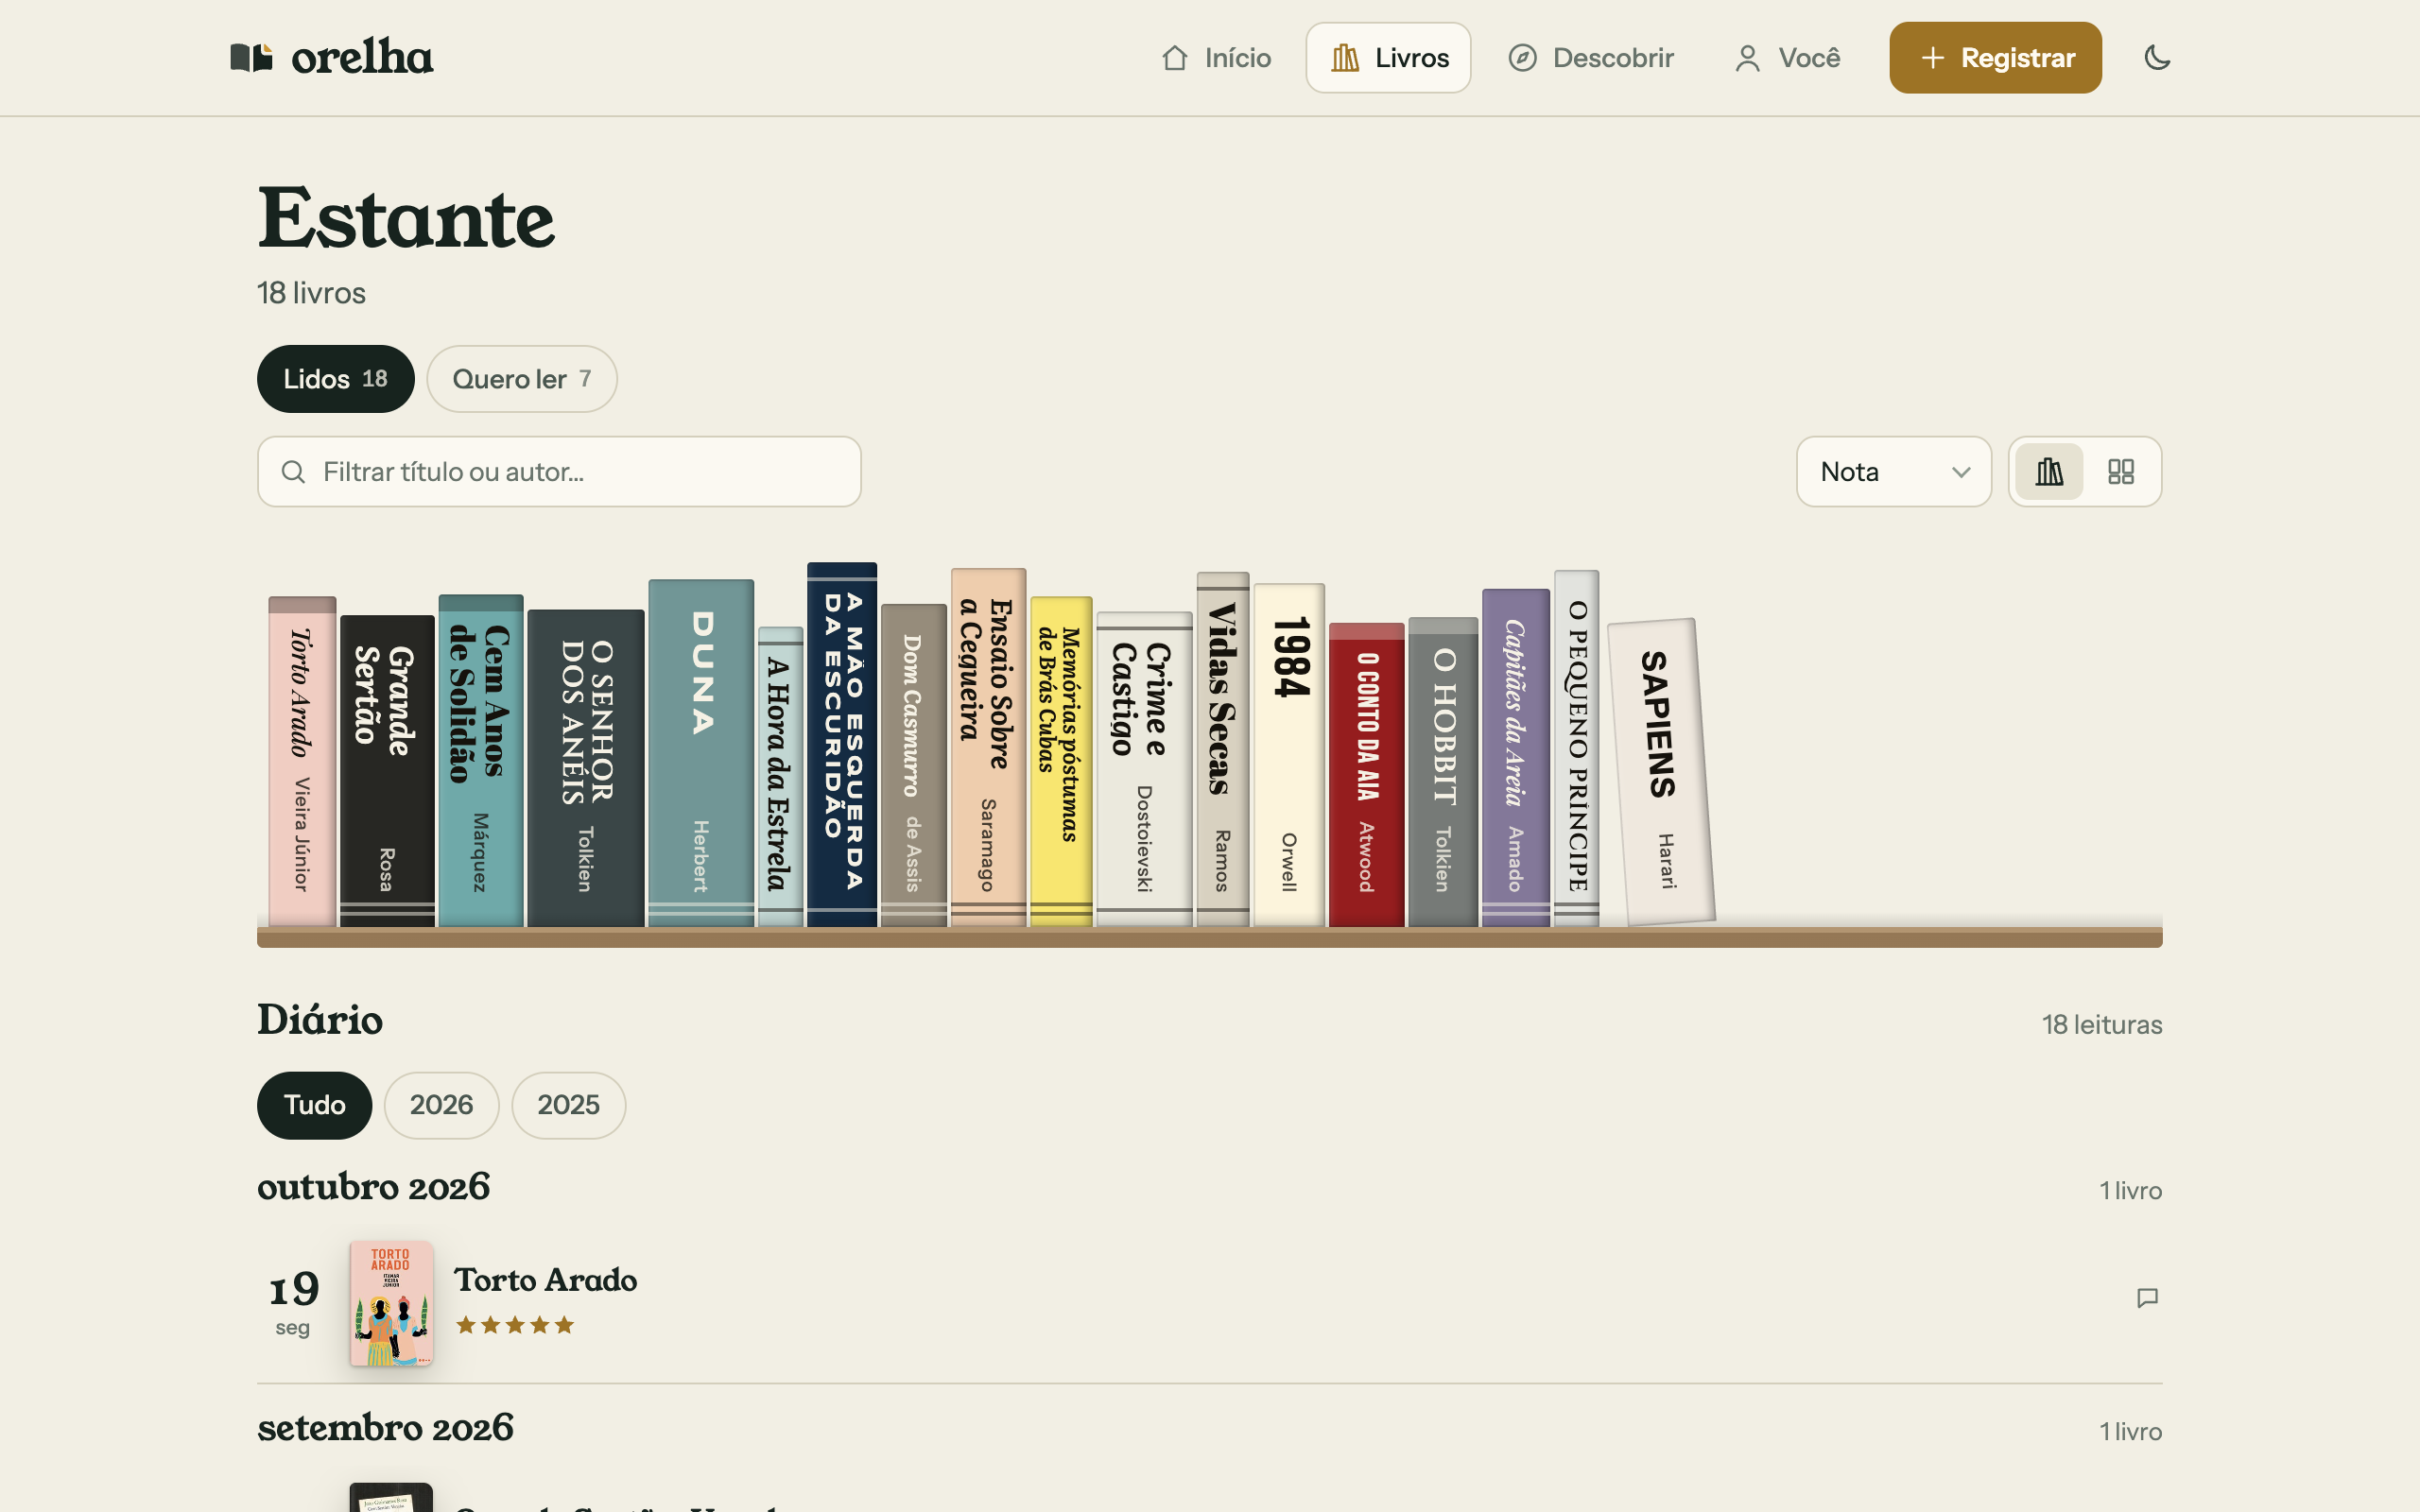 orelha
Início
Livros
Descobrir
Você
Registrar
Estante
18 livros
Lidos 18
Quero ler 7
Filtrar título ou autor...
Nota
Torto Arado
Vieira Júnior
Grande
Sertão
Rosa
Cem Anos
de Solidão
Márquez
O SENHOR
DOS ANÉIS
Tolkien
DUNA
Herbert
A Hora da Estrela
A MÃO ESQUERDA
DA ESCURIDÃO
Dom Casmurro
de Assis
Ensaio Sobre
a Cegueira
Saramago
Memórias póstumas
de Brás Cubas
Crime e
Castigo
Dostoievski
Vidas Secas
Ramos
1984
Orwell
O CONTO DA AIA
Atwood
O HOBBIT
Tolkien
Capitães da Areia
Amado
O PEQUENO PRÍNCIPE
SAPIENS
Harari
Diário
18 leituras
Tudo
2026
2025
outubro 2026
1 livro
19
seg
TORTO
ARADO
ITAMAR
VIEIRA
JUNIOR
Torto Arado
setembro 2026
1 livro